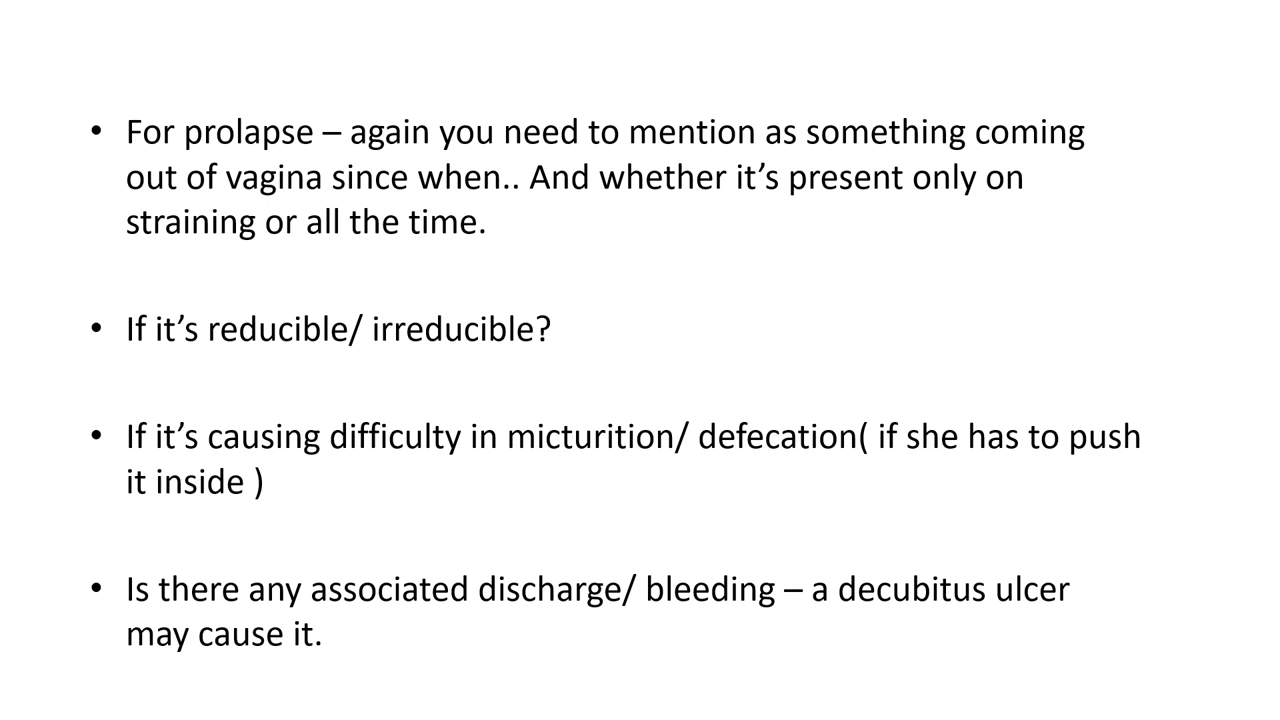 • For prolapse – again you need to mention as something coming
out of vagina since when.. And whether it’s present only on
straining or all the time.
• If it’s reducible/ irreducible?
• If it’s causing difficulty in micturition/ defecation( if she has to push
it inside )
• Is there any associated discharge/ bleeding – a decubitus ulcer
may cause it.